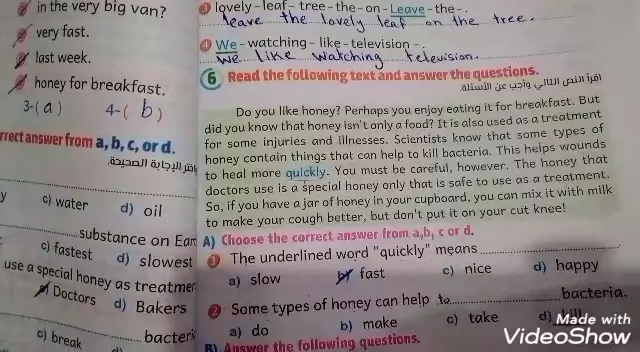 in the very big van?
very fast.
last week.
honey for breakfast.
3-(a) 4-( b )
rrect answer from a, b, c, or d.
اختر الإجابة الصحيحة.
y c) water d) oil
substance on Ear
c) fastest d) slowest
use a special honey as treatmen
Doctors d) Bakers
bacteri
c) break
3 lovely - leaf - tree - the - on - Leave - the - .
leave the lovely leaf on the tree.
4 We - watching - like - television - .
we like watching television.
6 Read the following text and answer the questions.
اقرأ النص التالي وأجب عن الأسئلة.
Do you like honey? Perhaps you enjoy eating it for breakfast. But
did you know that honey isn't only a food? It is also used as a treatment
for some injuries and illnesses. Scientists know that some types of
honey contain things that can help to kill bacteria. This helps wounds
to heal more quickly. You must be careful, however. The honey that
doctors use is a special honey only that is safe to use as a treatment.
So, if you have a jar of honey in your cupboard, you can mix it with milk
to make your cough better, but don't put it on your cut knee!
A) Choose the correct answer from a,b, c or d.
1 The underlined word "quickly" means
a) slow b) fast c) nice d) happy
2 Some types of honey can help to bacteria.
a) do b) make c) take d) kill
B) Answer the following questions.
Made with
VideoShow